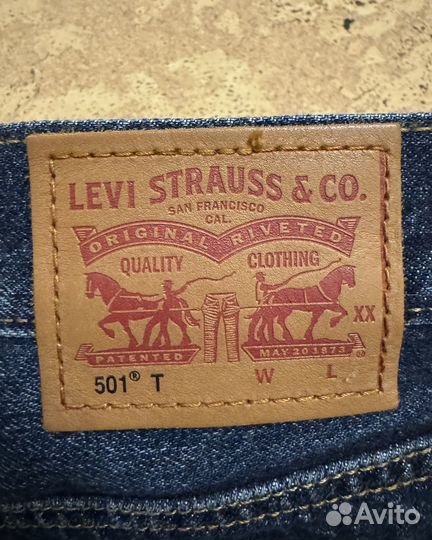 LEVI STRAUSS & CO.
SAN FRANCISCO
CAL.
ORIGINAL RIVETED
QUALITY CLOTHING
XX
PATENTED MAY 20 1873 ®
501® T W L
Avito